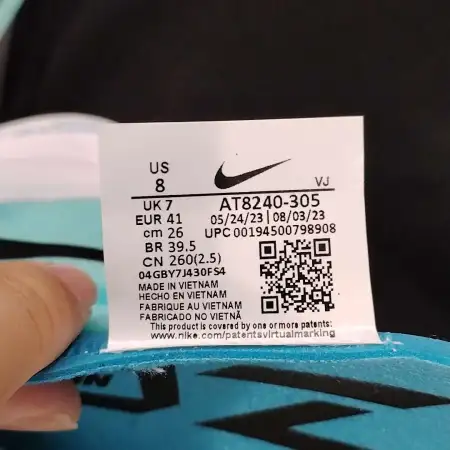 US
8
VJ
UK 7
AT8240-305
EUR 41
05/24/23 | 08/03/23
cm 26
UPC 00194500798908
BR 39.5
CN 260(2.5)
04GBY7J430FS4
MADE IN VIETNAM
HECHO EN VIETNAM
FABRIQUE AU VIETNAM
FABRICADO NO VIETNÃ
This product is covered by one or more patents:
www.nike.com/patentsvirtualmarking